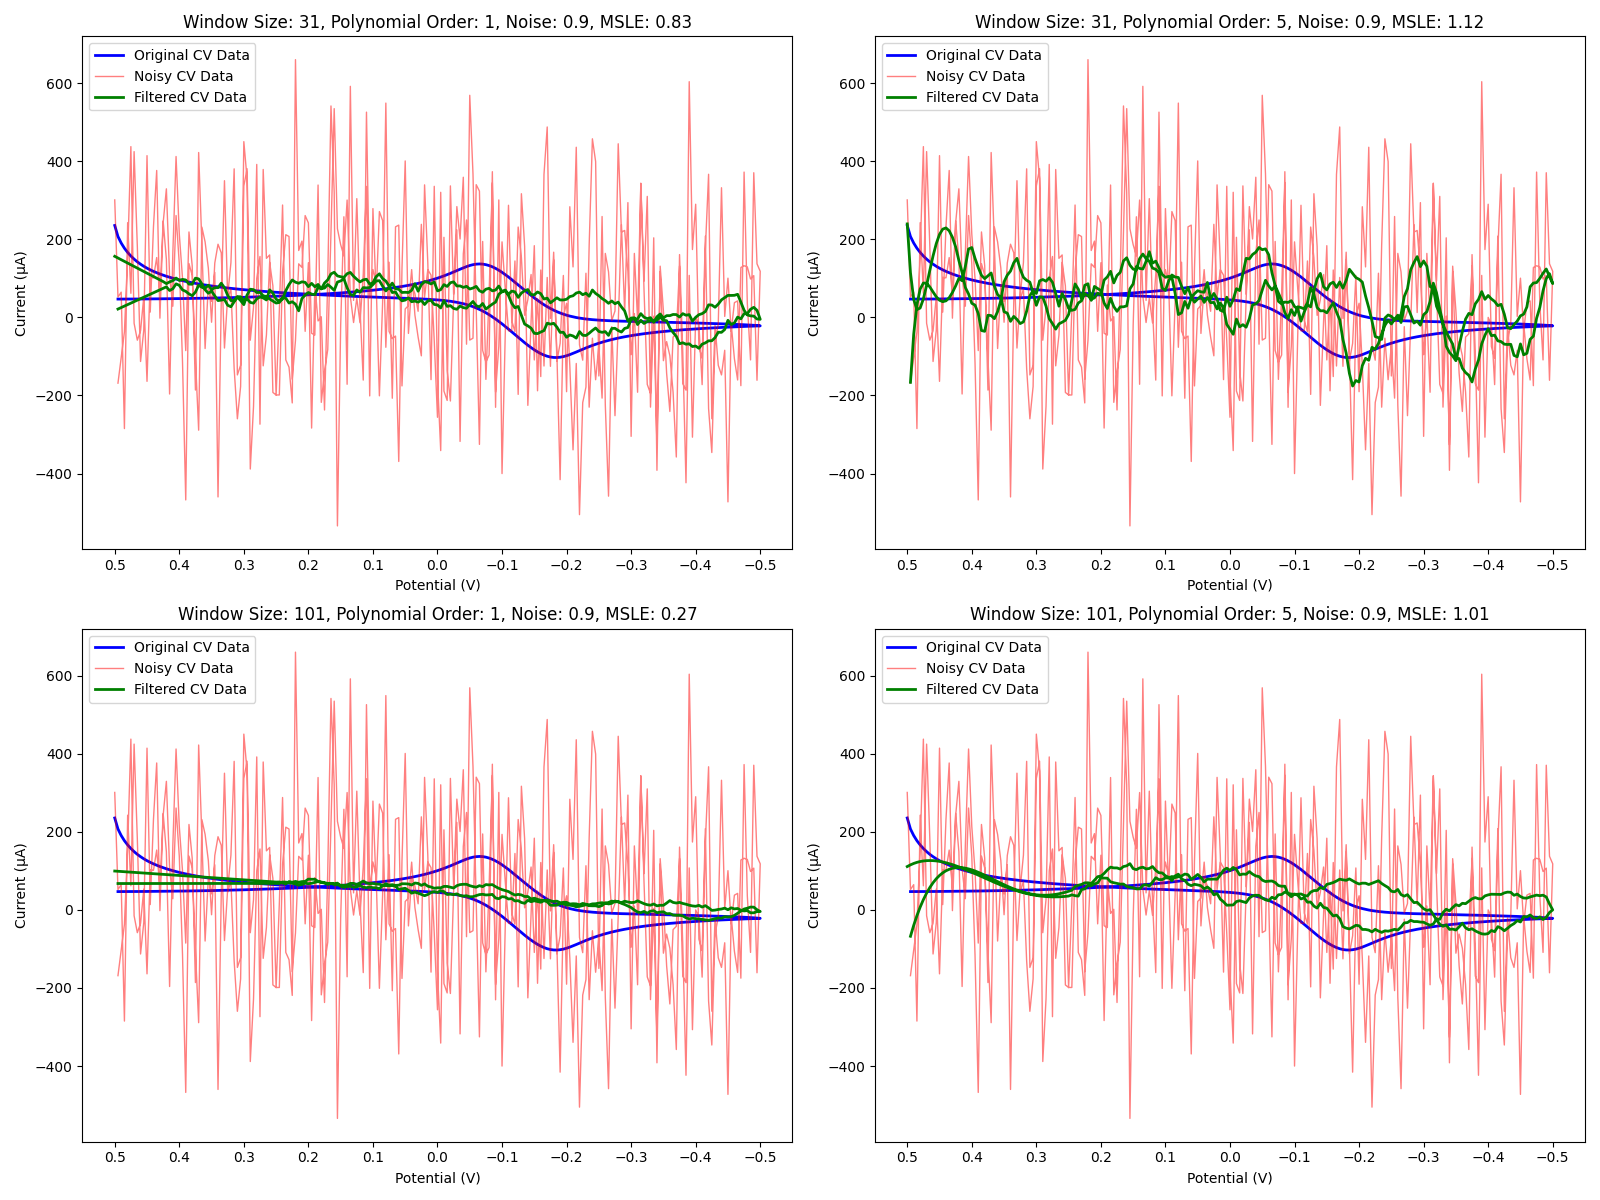 Window Size: 31, Polynomial Order: 1, Noise: 0.9, MSLE: 0.83
Original CV Data
Noisy CV Data
Filtered CV Data
Current (μA)
600
400
200
0
−200
−400
0.5 0.4 0.3 0.2 0.1 0.0 −0.1 −0.2 −0.3 −0.4 −0.5
Potential (V)
Window Size: 31, Polynomial Order: 5, Noise: 0.9, MSLE: 1.12
Original CV Data
Noisy CV Data
Filtered CV Data
Current (μA)
600
400
200
0
−200
−400
0.5 0.4 0.3 0.2 0.1 0.0 −0.1 −0.2 −0.3 −0.4 −0.5
Potential (V)
Window Size: 101, Polynomial Order: 1, Noise: 0.9, MSLE: 0.27
Original CV Data
Noisy CV Data
Filtered CV Data
Current (μA)
600
400
200
0
−200
−400
0.5 0.4 0.3 0.2 0.1 0.0 −0.1 −0.2 −0.3 −0.4 −0.5
Potential (V)
Window Size: 101, Polynomial Order: 5, Noise: 0.9, MSLE: 1.01
Original CV Data
Noisy CV Data
Filtered CV Data
Current (μA)
600
400
200
0
−200
−400
0.5 0.4 0.3 0.2 0.1 0.0 −0.1 −0.2 −0.3 −0.4 −0.5
Potential (V)